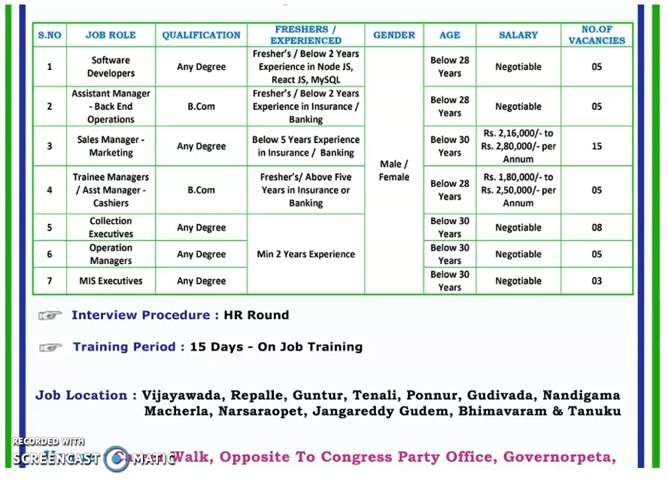 S.NO JOB ROLE QUALIFICATION FRESHERS / EXPERIENCED GENDER AGE SALARY NO.OF VACANCIES
1 Software Developers Any Degree Fresher's / Below 2 Years Experience in Node JS, React JS, MySQL Below 28 Years Negotiable 05
2 Assistant Manager - Back End Operations B.Com Fresher's / Below 2 Years Experience in Insurance / Banking Below 28 Years Negotiable 05
3 Sales Manager - Marketing Any Degree Below 5 Years Experience in Insurance / Banking Male / Female Below 30 Years Rs. 2,16,000/- to Rs. 2,80,000/- per Annum 15
4 Trainee Managers / Asst Manager - Cashiers B.Com Fresher's/ Above Five Years in Insurance or Banking Below 28 Years Rs. 1,80,000/- to Rs. 2,50,000/- per Annum 05
5 Collection Executives Any Degree Below 30 Years Negotiable 08
6 Operation Managers Any Degree Min 2 Years Experience Below 30 Years Negotiable 05
7 MIS Executives Any Degree Below 30 Years Negotiable 03
Interview Procedure : HR Round
Training Period : 15 Days - On Job Training
Job Location : Vijayawada, Repalle, Guntur, Tenali, Ponnur, Gudivada, Nandigama
Macherla, Narsaraopet, Jangareddy Gudem, Bhimavaram & Tanuku
RECORDED WITH
SCREENCAST MATIC
Walk, Opposite To Congress Party Office, Governorpeta,